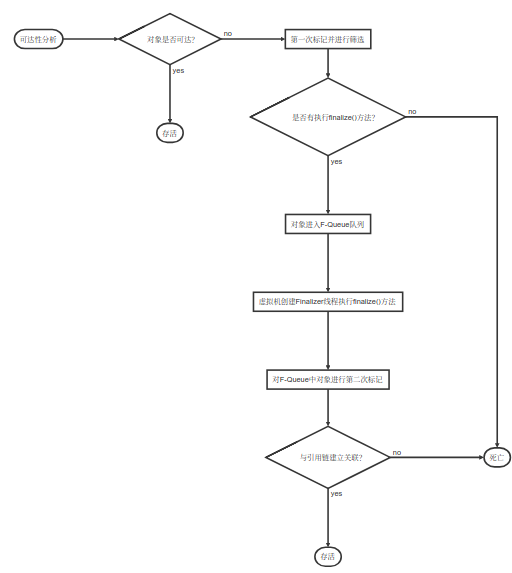 可达性分析
对象是否可达?
no
第一次标记并进行筛选
yes
存活
是否有执行finalize()方法?
no
yes
对象进入F-Queue队列
虚拟机创建Finalizer线程执行finalize()方法
对F-Queue中对象进行第二次标记
与引用链建立关联?
no
死亡
yes
存活